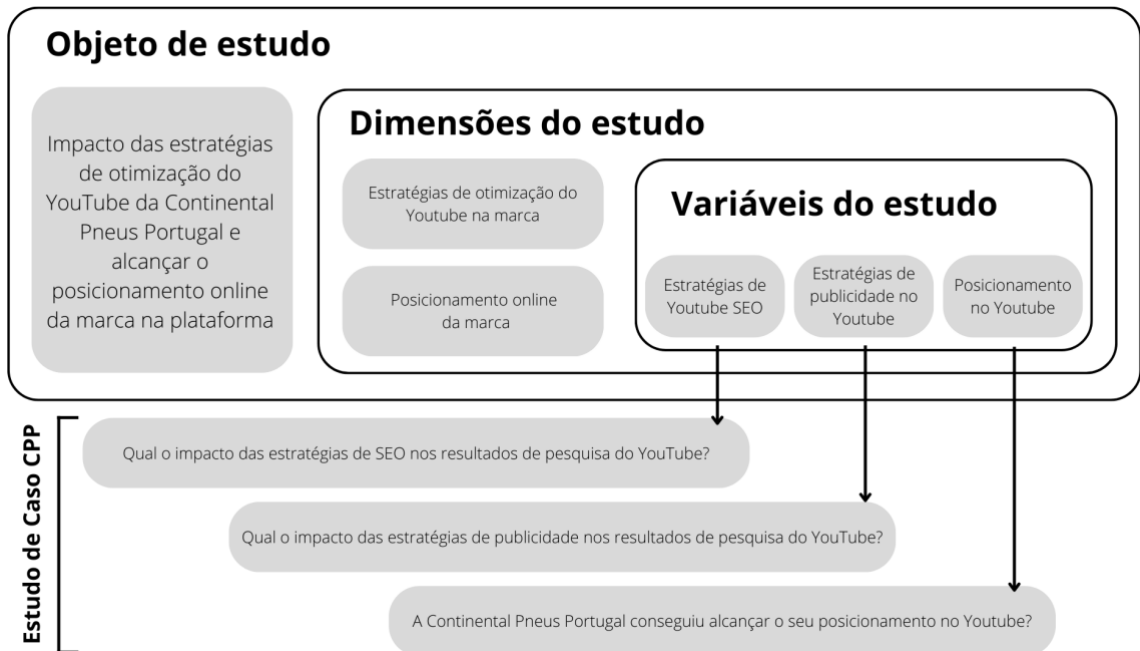 Objeto de estudo
Impacto das estratégias
de otimização do
YouTube da Continental
Pneus Portugal e
alcançar o
posicionamento online
da marca na plataforma
Dimensões do estudo
Estratégias de otimização do
Youtube na marca
Posicionamento online
da marca
Variáveis do estudo
Estratégias de
Youtube SEO
Estratégias de
publicidade no
Youtube
Posicionamento
no Youtube
Estudo de Caso CPP
Qual o impacto das estratégias de SEO nos resultados de pesquisa do YouTube?
Qual o impacto das estratégias de publicidade nos resultados de pesquisa do YouTube?
A Continental Pneus Portugal conseguiu alcançar o seu posicionamento no Youtube?